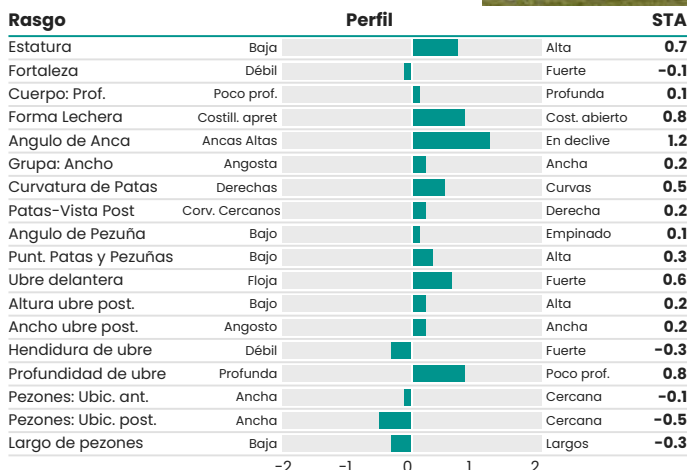 Rasgo Perfil STA
Estatura Baja Alta 0.7
Fortaleza Débil Fuerte -0.1
Cuerpo: Prof. Poco prof. Profunda 0.1
Forma Lechera Costill. apret Cost. abierto 0.8
Angulo de Anca Ancas Altas En declive 1.2
Grupa: Ancho Angosta Ancha 0.2
Curvatura de Patas Derechas Curvas 0.5
Patas-Vista Post Corv. Cercanos Derecha 0.2
Angulo de Pezuña Bajo Empinado 0.1
Punt. Patas y Pezuñas Bajo Alta 0.3
Ubre delantera Floja Fuerte 0.6
Altura ubre post. Bajo Alta 0.2
Ancho ubre post. Angosto Ancha 0.2
Hendidura de ubre Débil Fuerte -0.3
Profundidad de ubre Profunda Poco prof. 0.8
Pezones: Ubic. ant. Ancha Cercana -0.1
Pezones: Ubic. post. Ancha Cercana -0.5
Largo de pezones Baja Largos -0.3
-2 -1 0 1 2